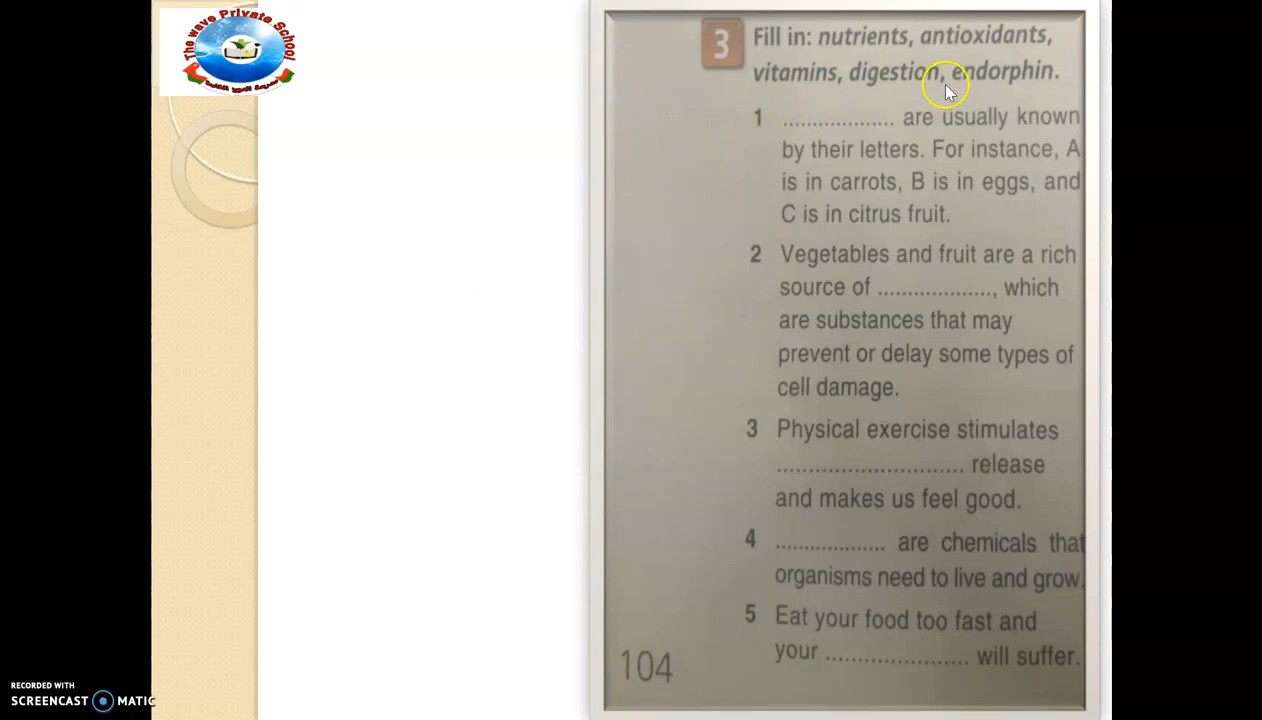 The Wave Private School
3 Fill in: nutrients, antioxidants,
vitamins, digestion, endorphin.
1 ................... are usually known
by their letters. For instance, A
is in carrots, B is in eggs, and
C is in citrus fruit.
2 Vegetables and fruit are a rich
source of ..................., which
are substances that may
prevent or delay some types of
cell damage.
3 Physical exercise stimulates
............................... release
and makes us feel good.
4 ................... are chemicals that
organisms need to live and grow.
5 Eat your food too fast and
your ........................ will suffer.
104
RECORDED WITH
SCREENCAST MATIC